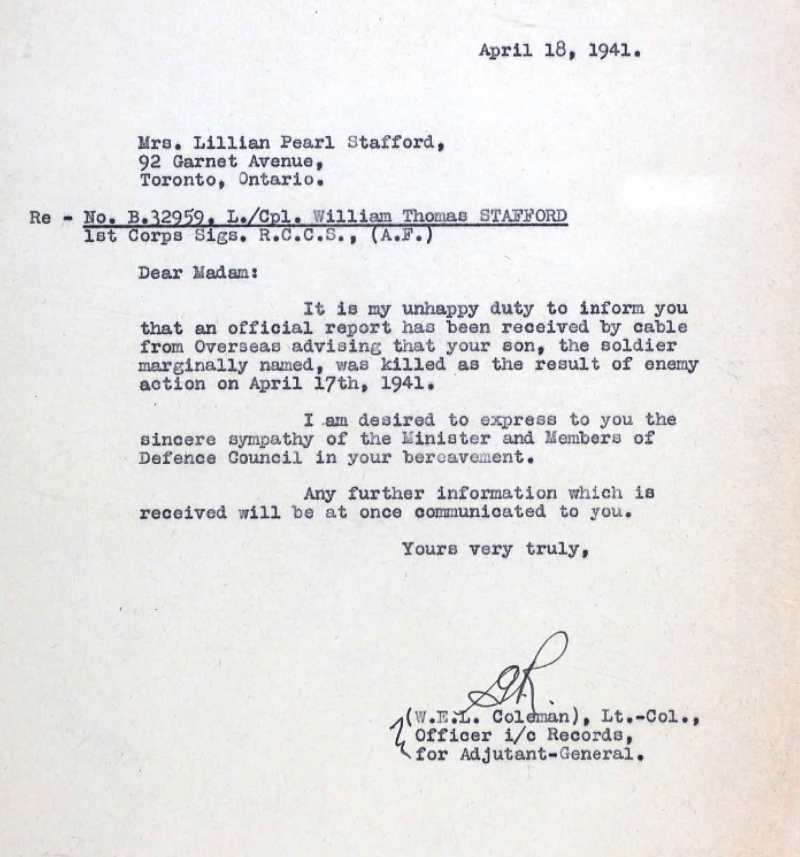 April 18, 1941.
Mrs. Lillian Pearl Stafford,
92 Garnet Avenue,
Toronto, Ontario.
Re - No. B.32959, L./Cpl. William Thomas STAFFORD
1st Corps Sigs. R.C.C.S., (A.F.)
Dear Madam:
It is my unhappy duty to inform you
that an official report has been received by cable
from Overseas advising that your son, the soldier
marginally named, was killed as the result of enemy
action on April 17th, 1941.
I am desired to express to you the
sincere sympathy of the Minister and Members of
Defence Council in your bereavement.
Any further information which is
received will be at once communicated to you.
Yours very truly,
(W.E.L. Coleman), Lt.-Col.,
Officer i/c Records,
for Adjutant-General.